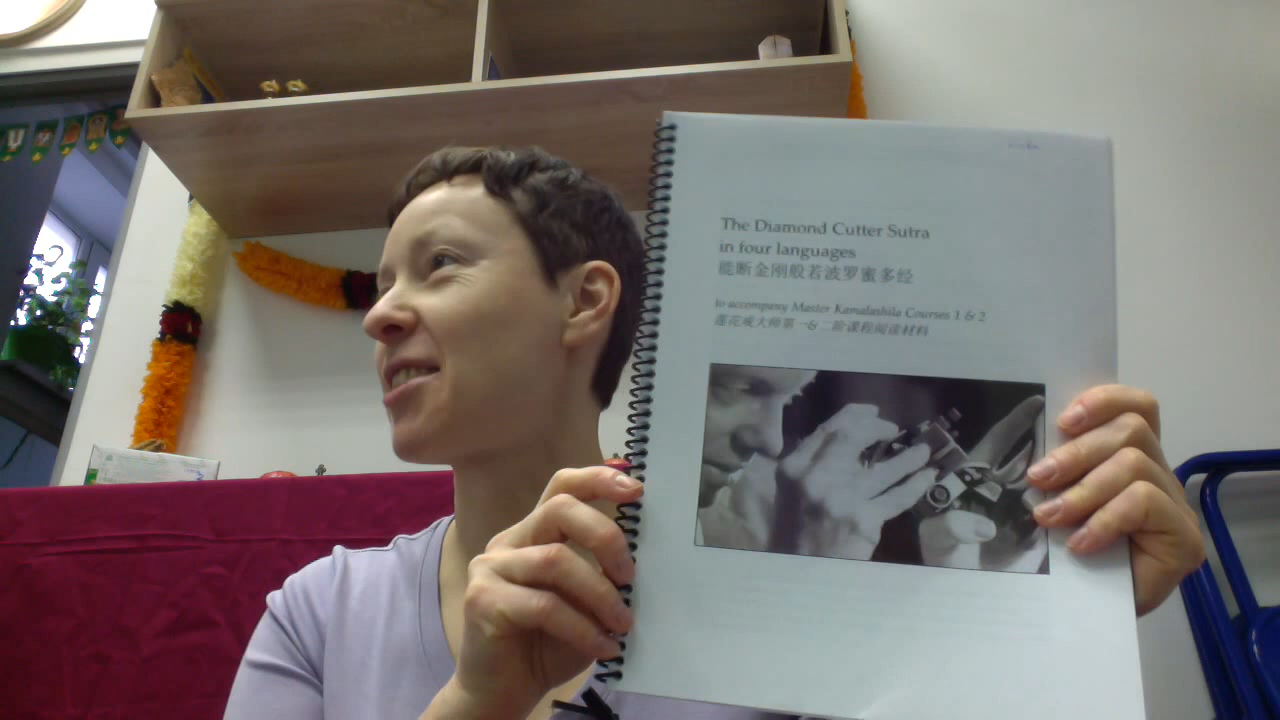 The Diamond Cutter Sutra
in four languages
能断金刚般若波罗蜜多经
to accompany Master Kamalashila Courses 1 & 2
莲花戒大师第一&二阶课程阅读材料